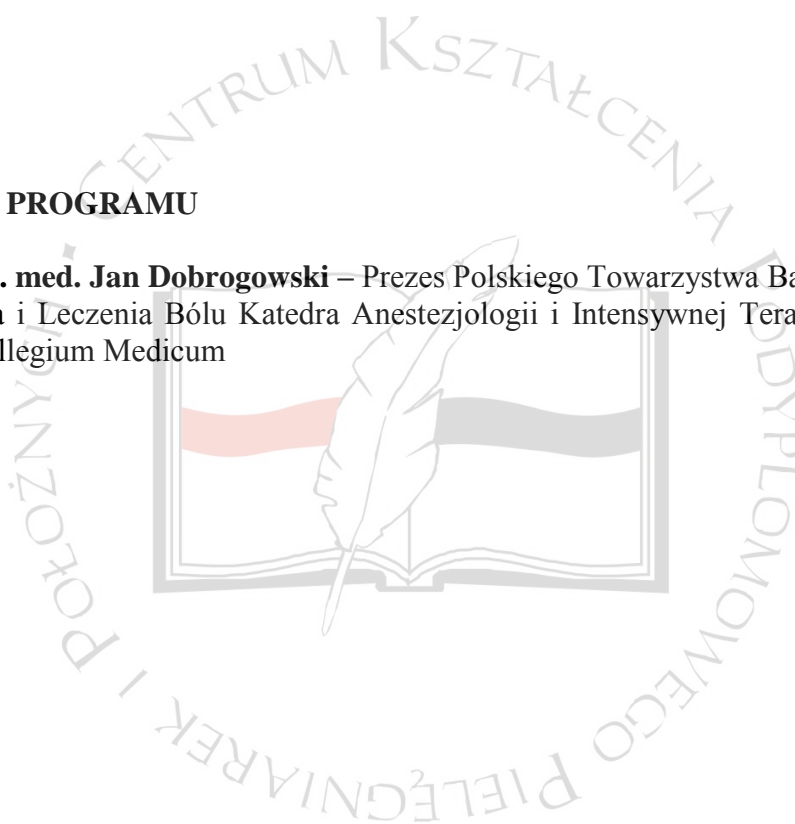 CENTRUM KSZTAŁCENIA PODYPLOMOWEGO PIELĘGNIAREK I POŁOŻNYCH •
PROGRAMU
. med. Jan Dobrogowski – Prezes Polskiego Towarzystwa Ba
a i Leczenia Bólu Katedra Anestezjologii i Intensywnej Tera
llegium Medicum
2